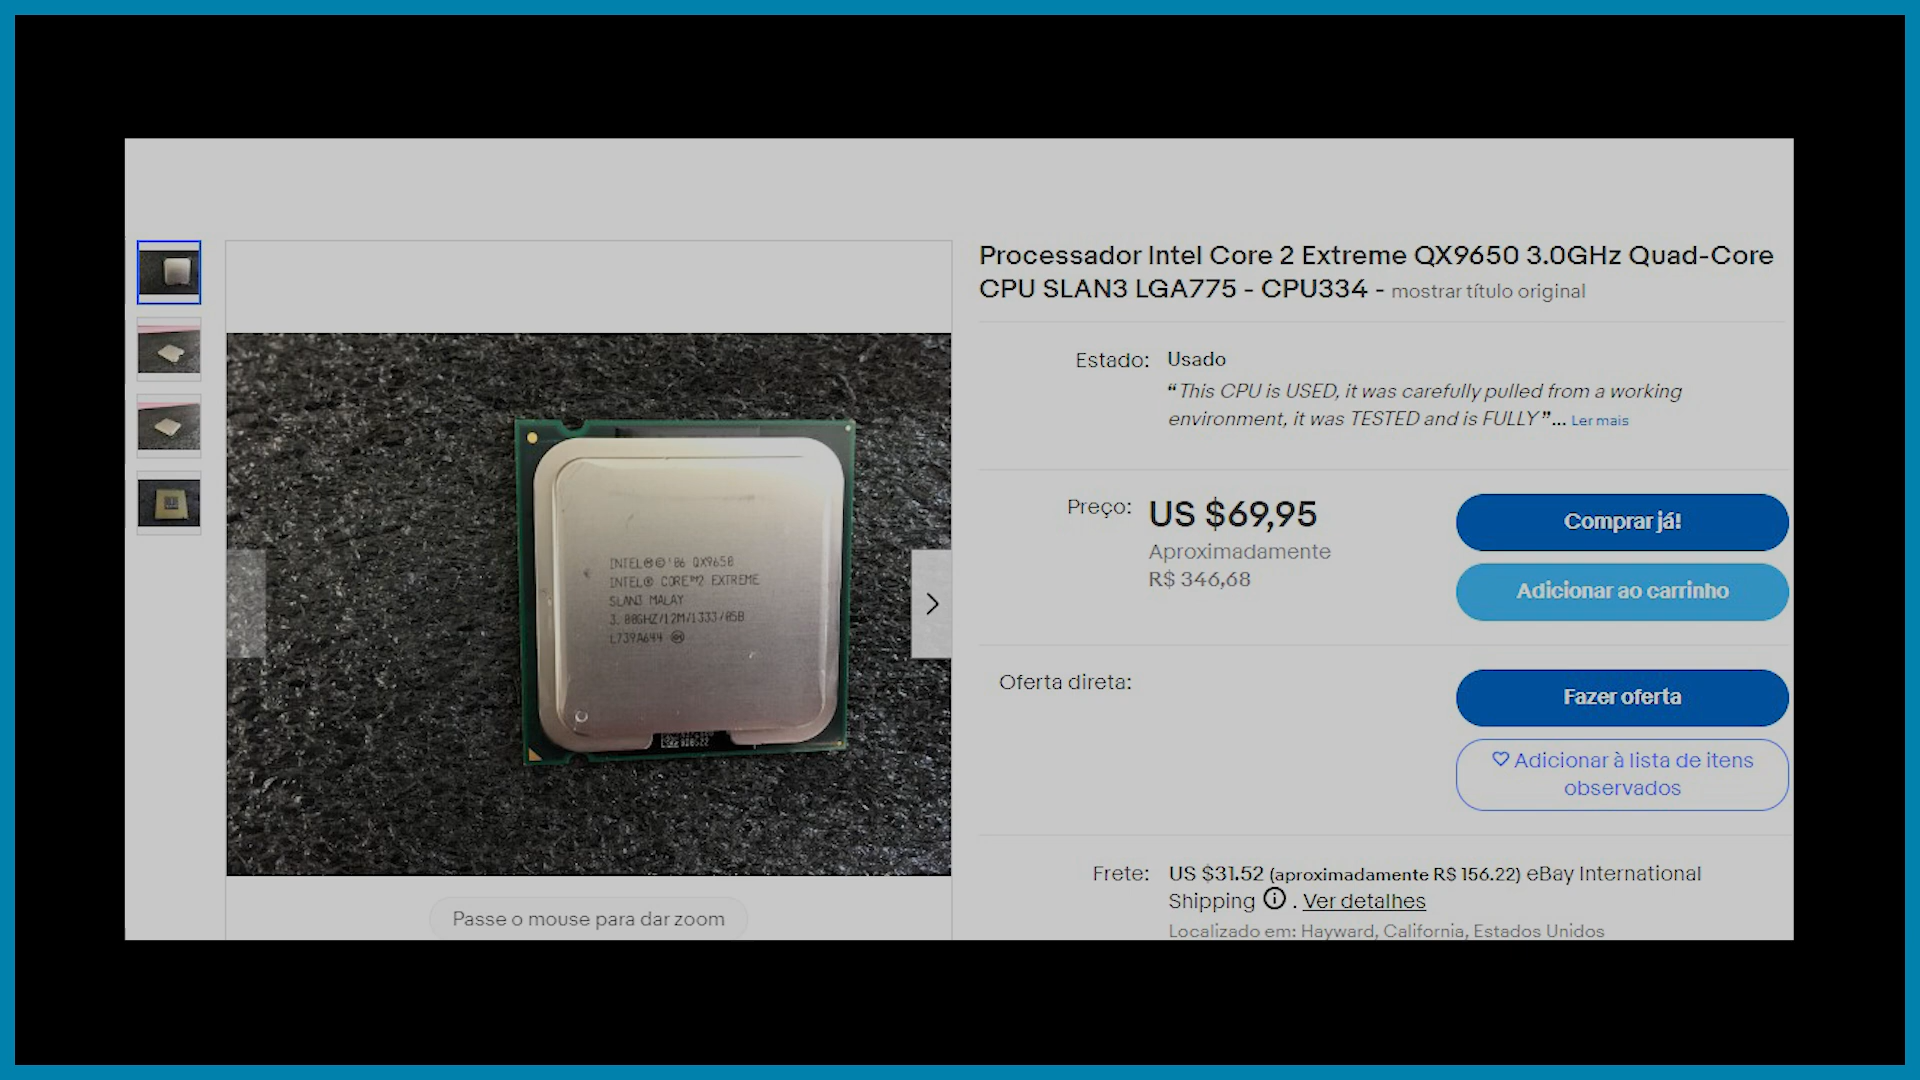 Processador Intel Core 2 Extreme QX9650 3.0GHz Quad-Core
CPU SLAN3 LGA775 - CPU334 - mostrar título original
Estado: Usado
“This CPU is USED, it was carefully pulled from a working
environment, it was TESTED and is FULLY”... Ler mais
Preço: US $69,95
Aproximadamente
R$ 346,68
Comprar já!
Adicionar ao carrinho
Oferta direta:
Fazer oferta
Adicionar à lista de itens
observados
Frete: US $31.52 (aproximadamente R$ 156.22) eBay International
Shipping . Ver detalhes
Localizado em: Hayward, California, Estados Unidos
INTEL®©'06 QX9650
INTEL® CORE™2 EXTREME
SLAN3 MALAY
3.00GHZ/12M/1333/05B
L739A644
Passe o mouse para dar zoom